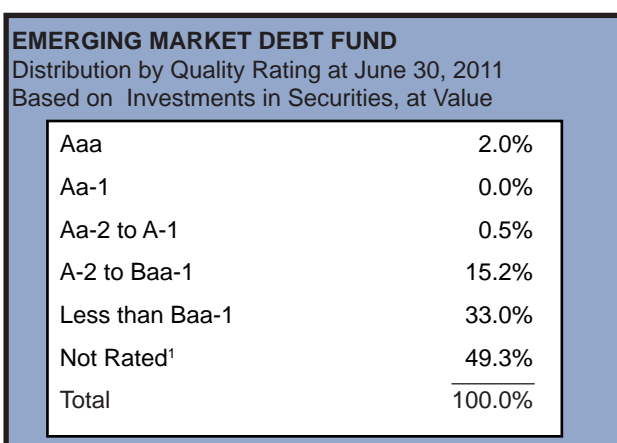 EMERGING MARKET DEBT FUND
Distribution by Quality Rating at June 30, 2011
Based on Investments in Securities, at Value
Aaa 2.0%
Aa-1 0.0%
Aa-2 to A-1 0.5%
A-2 to Baa-1 15.2%
Less than Baa-1 33.0%
Not Rated¹ 49.3%
Total 100.0%